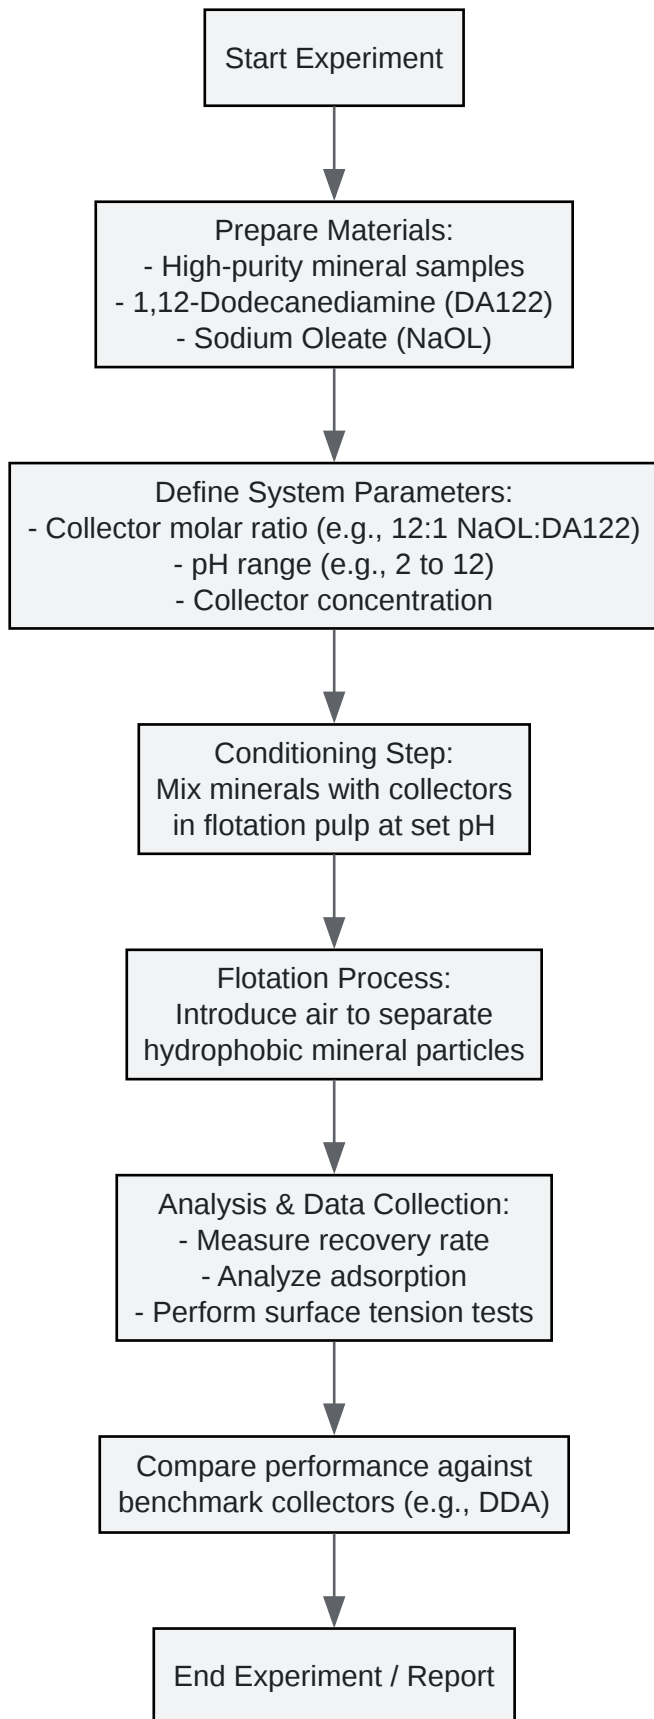 Start Experiment
Prepare Materials:
- High-purity mineral samples
- 1,12-Dodecanediamine (DA122)
- Sodium Oleate (NaOL)
Define System Parameters:
- Collector molar ratio (e.g., 12:1 NaOL:DA122)
- pH range (e.g., 2 to 12)
- Collector concentration
Conditioning Step:
Mix minerals with collectors
in flotation pulp at set pH
Flotation Process:
Introduce air to separate
hydrophobic mineral particles
Analysis & Data Collection:
- Measure recovery rate
- Analyze adsorption
- Perform surface tension tests
Compare performance against
benchmark collectors (e.g., DDA)
End Experiment / Report